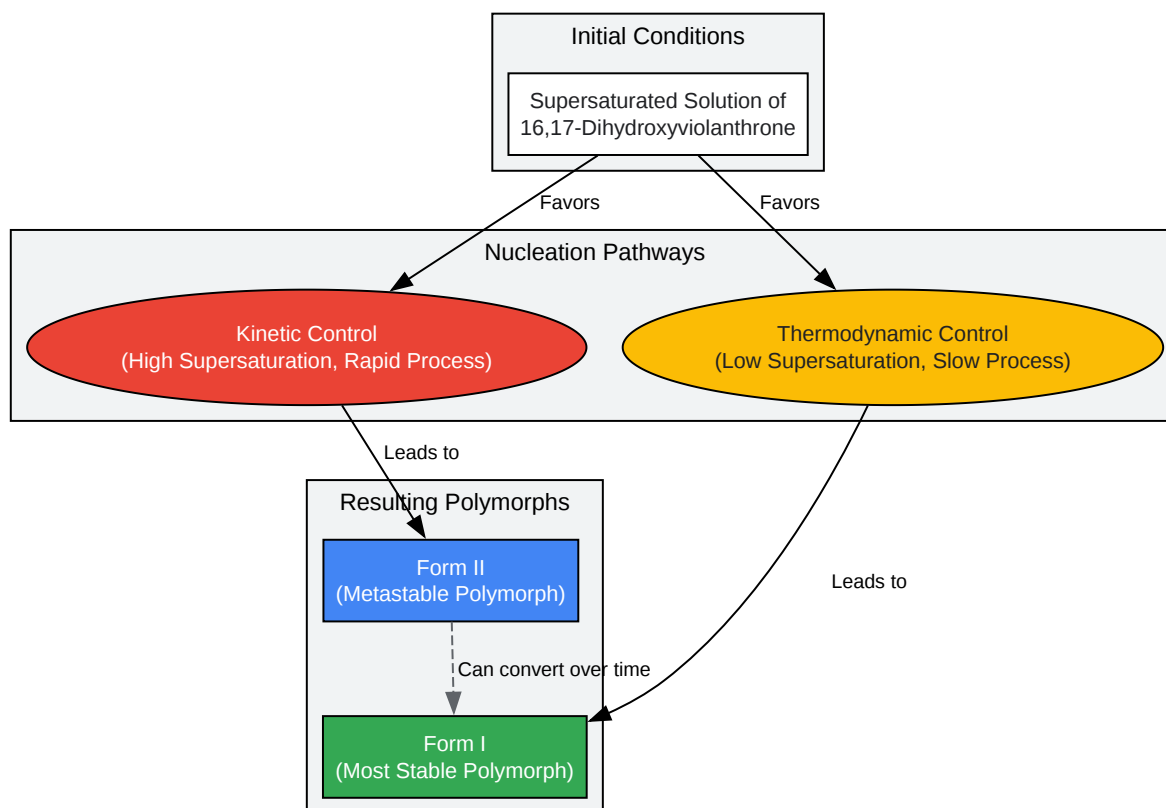 Initial Conditions
Supersaturated Solution of
16,17-Dihydroxyviolanthrone
Favors
Favors
Nucleation Pathways
Kinetic Control
(High Supersaturation, Rapid Process)
Thermodynamic Control
(Low Supersaturation, Slow Process)
Leads to
Resulting Polymorphs
Form II
(Metastable Polymorph)
Leads to
Can convert over time
Form I
(Most Stable Polymorph)